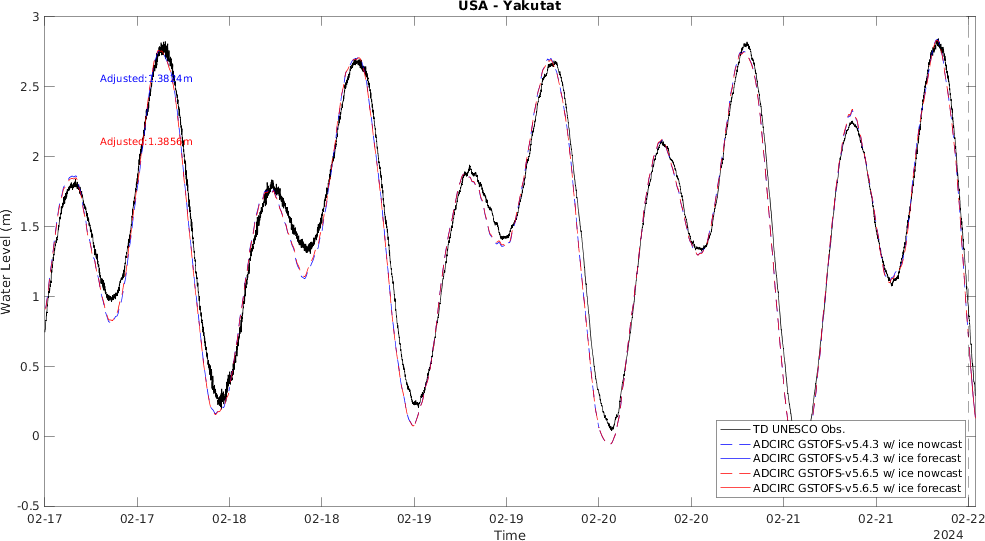 USA - Yakutat
3
2.5
2
1.5
1
0.5
0
-0.5
Water Level (m)
Adjusted:1.3824m
Adjusted:1.3856m
TD UNESCO Obs.
ADCIRC GSTOFS-v5.4.3 w/ ice nowcast
ADCIRC GSTOFS-v5.4.3 w/ ice forecast
ADCIRC GSTOFS-v5.6.5 w/ ice nowcast
ADCIRC GSTOFS-v5.6.5 w/ ice forecast
02-17 02-17 02-18 02-18 02-19 02-19 02-20 02-20 02-21 02-21 02-22
Time
2024